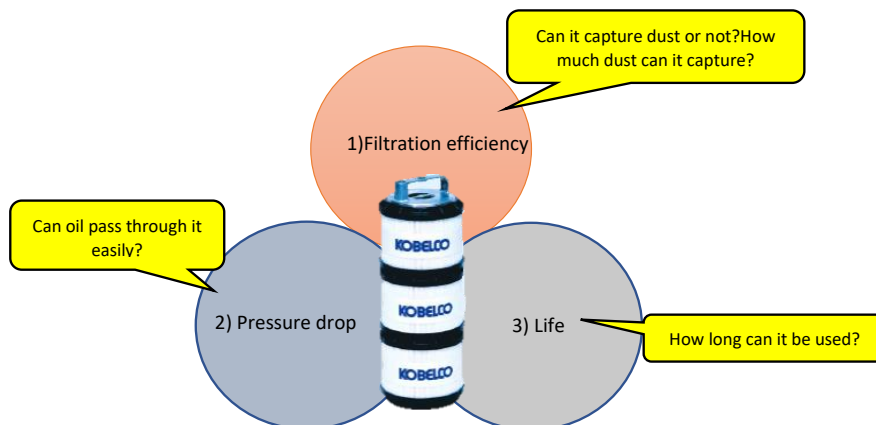 Can it capture dust or not?How
much dust can it capture?
1)Filtration efficiency
Can oil pass through it
easily?
KOBELCO
KOBELCO
KOBELCO
2) Pressure drop
3) Life
How long can it be used?